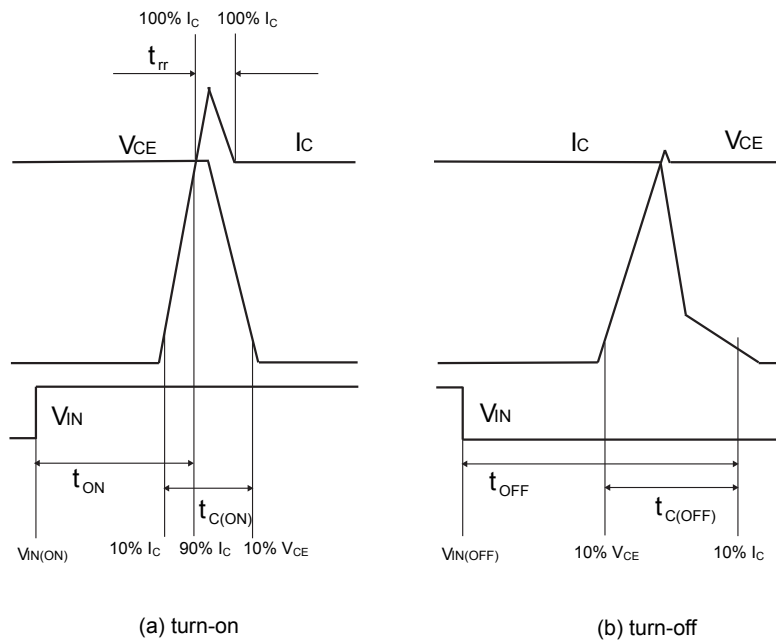 100% IC
100% IC
trr
VCE
IC
IC
VCE
VIN
VIN
tON
tC(ON)
tOFF
tC(OFF)
VIN(ON)
10% IC
90% IC
10% VCE
VIN(OFF)
10% VCE
10% IC
(a) turn-on
(b) turn-off